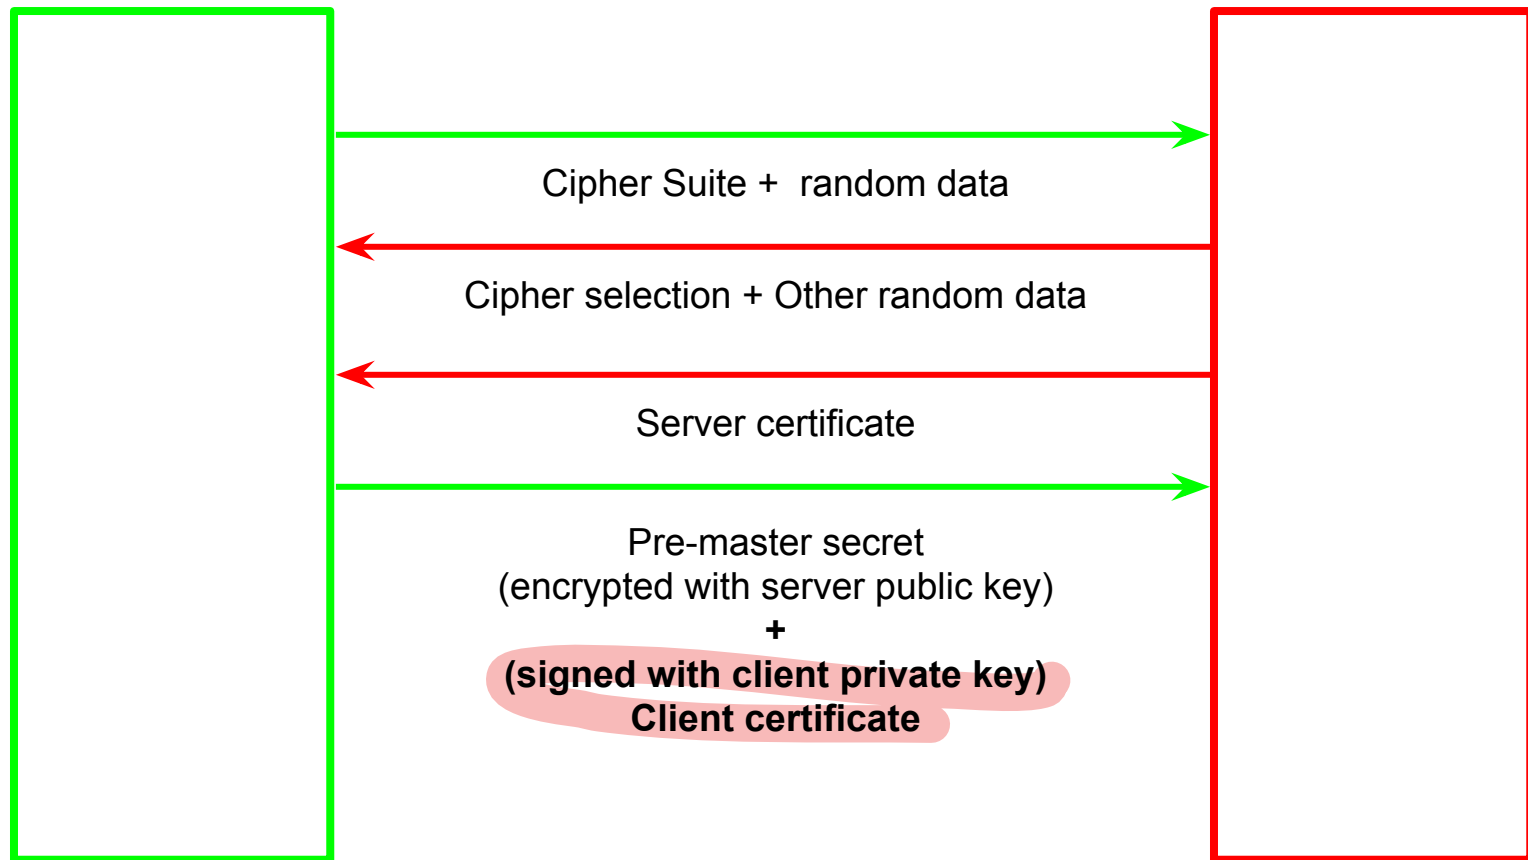 Cipher Suite +  random data
Cipher selection + Other random data
Server certificate
Pre-master secret
(encrypted with server public key)
+
(signed with client private key)
Client certificate